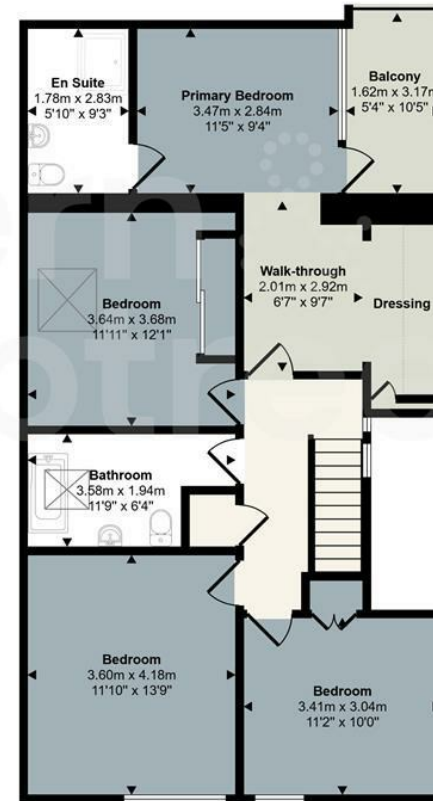 En Suite
1.78m x 2.83m
5'10" x 9'3"
Primary Bedroom
3.47m x 2.84m
11'5" x 9'4"
Balcony
1.62m x 3.17m
5'4" x 10'5"
Walk-through
2.01m x 2.92m
6'7" x 9'7"
Dressing
Bedroom
3.64m x 3.68m
11'11" x 12'1"
Bathroom
3.58m x 1.94m
11'9" x 6'4"
Bedroom
3.60m x 4.18m
11'10" x 13'9"
Bedroom
3.41m x 3.04m
11'2" x 10'0"